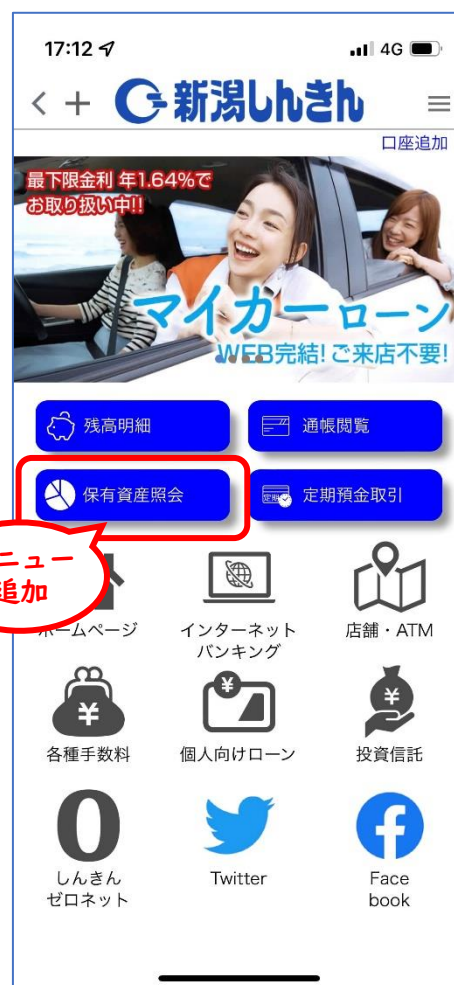 17:12
4G
新潟しんきん
口座追加
最下限金利 年1.64%で
お取り扱い中!!
マイカーローン
WEB完結!ご来店不要!
残高明細
通帳閲覧
保有資産照会
定期
定期預金取引
ニュー
追加
ホームページ
インターネット
バンキング
店舗・ATM
各種手数料
個人向けローン
投資信託
しんきん
ゼロネット
Twitter
Face
book